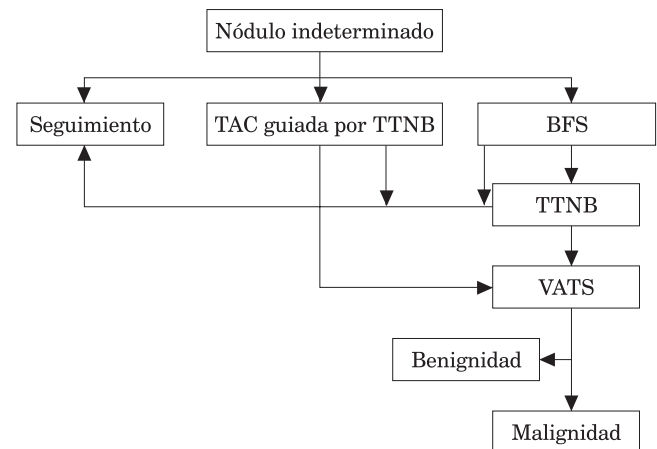 Nódulo indeterminado
Seguimiento
TAC guiada por TTNB
BFS
TTNB
VATS
Benignidad
Malignidad